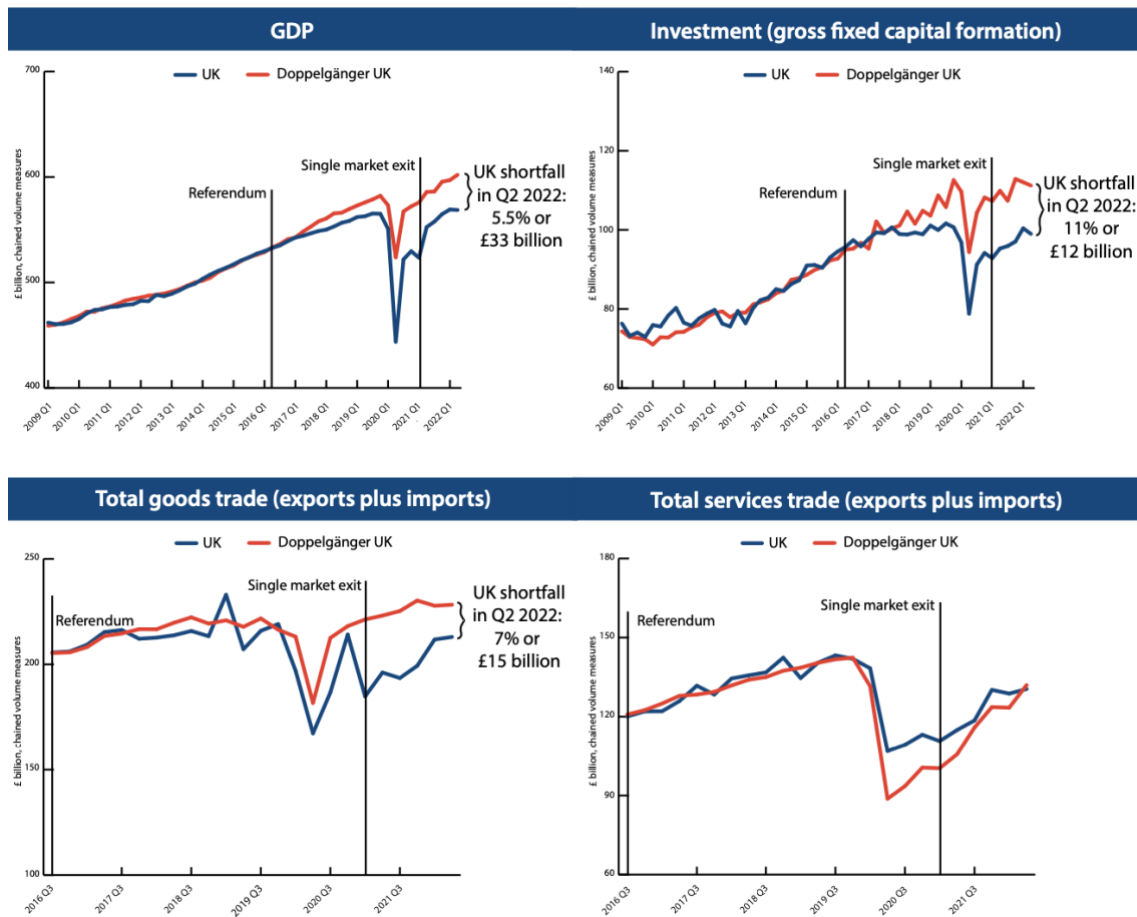 GDP
700
UK
Doppelgänger UK
£ billion, chained volume measures
Single market exit
Referendum
UK shortfall
in Q2 2022:
5.5% or
£33 billion
600
500
400
2009 Q1
2010 Q1
2011 Q1
2012 Q1
2013 Q1
2014 Q1
2015 Q1
2016 Q1
2017 Q1
2018 Q1
2019 Q1
2020 Q1
2021 Q1
2022 Q1
Investment (gross fixed capital formation)
140
UK
Doppelgänger UK
£ billion, chained volume measures
120
Single market exit
Referendum
UK shortfall
in Q2 2022:
11% or
£12 billion
100
80
60
2009 Q1
2010 Q1
2011 Q1
2012 Q1
2013 Q1
2014 Q1
2015 Q1
2016 Q1
2017 Q1
2018 Q1
2019 Q1
2020 Q1
2021 Q1
2022 Q1
Total goods trade (exports plus imports)
UK
Doppelgänger UK
250
£ billion, chained volume measures
Single market exit
Referendum
UK shortfall
in Q2 2022:
7% or
£15 billion
200
150
100
2016 Q3
2017 Q3
2018 Q3
2019 Q3
2020 Q3
2021 Q3
Total services trade (exports plus imports)
UK
Doppelgänger UK
180
£ billion, chained volume measures
Single market exit
Referendum
150
120
90
60
2016 Q3
2017 Q3
2018 Q3
2019 Q3
2020 Q3
2021 Q3